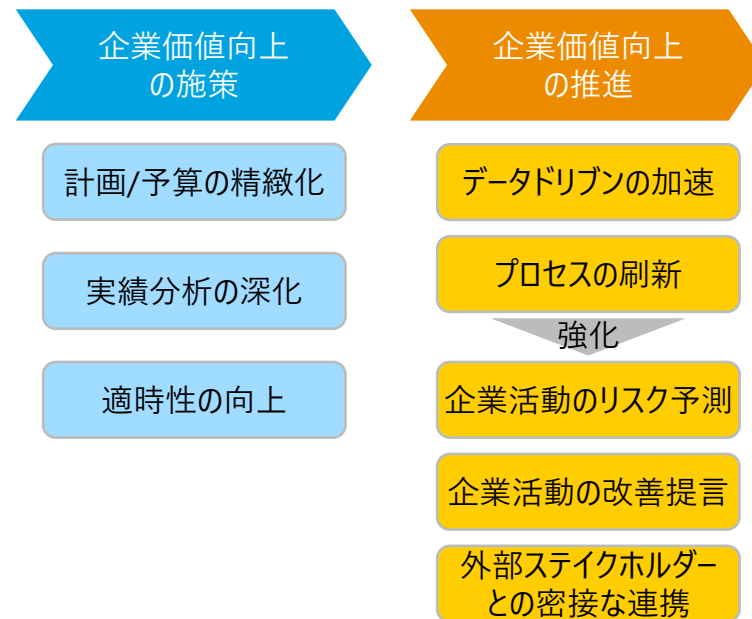 企業価値向上
の施策
計画/予算の精緻化
実績分析の深化
適時性の向上
企業価値向上
の推進
データドリブンの加速
プロセスの刷新
強化
企業活動のリスク予測
企業活動の改善提言
外部ステイクホルダー
との密接な連携